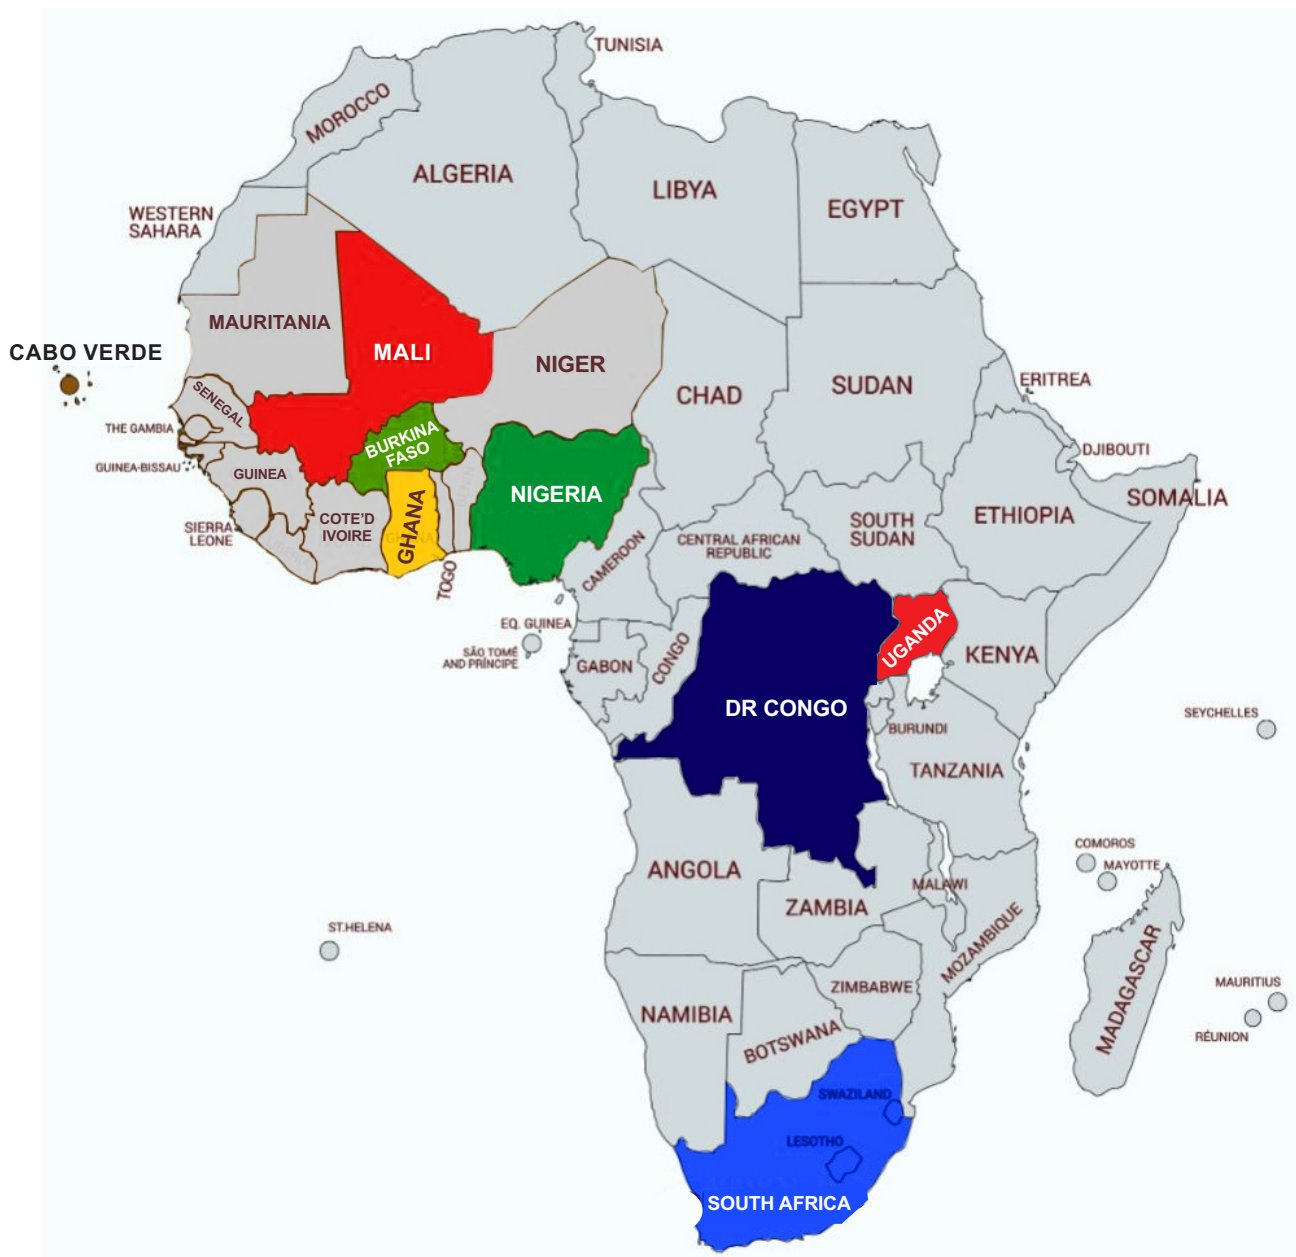 TUNISIA
MOROCCO
ALGERIA
LIBYA
EGYPT
WESTERN
SAHARA
MAURITANIA
MALI
NIGER
CABO VERDE
CHAD
SUDAN
ERITREA
SENEGAL
THE GAMBIA
BURKINA
FASO
DJIBOUTI
GUINEA-BISSAU
GUINEA
NIGERIA
SOMALIA
ETHIOPIA
SIERRA
LEONE
COTE'D
IVOIRE
GHANA
SOUTH
SUDAN
CENTRAL AFRICAN
REPUBLIC
LIBERIA
TOGO
CAMEROON
EQ. GUINEA
SÃO TOMÉ
AND PRÍNCIPE
GABON
CONGO
UGANDA
KENYA
DR CONGO
BURUNDI
SEYCHELLES
TANZANIA
COMOROS
MAYOTTE
ANGOLA
ZAMBIA
MALAWI
MOZAMBIQUE
ST.HELENA
MADAGASCAR
ZIMBABWE
MAURITIUS
NAMIBIA
BOTSWANA
RÉUNION
SWAZILAND
LESOTHO
SOUTH AFRICA